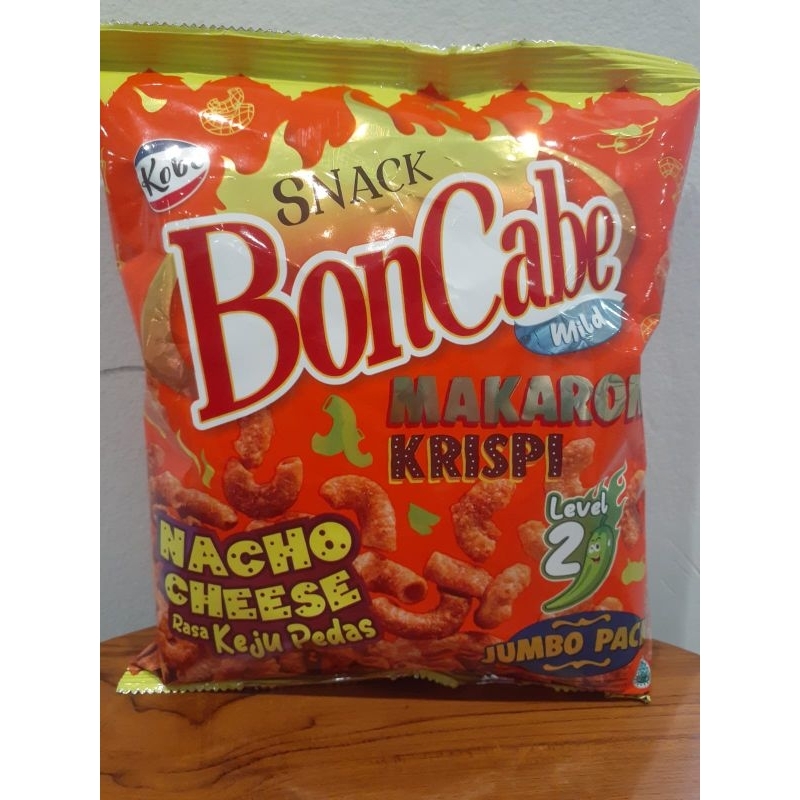 Kobe
SNACK
BonCabe
Mild
MAKARONI
KRISPI
Level
2
NACHO
CHEESE
Rasa Keju Pedas
JUMBO PACK